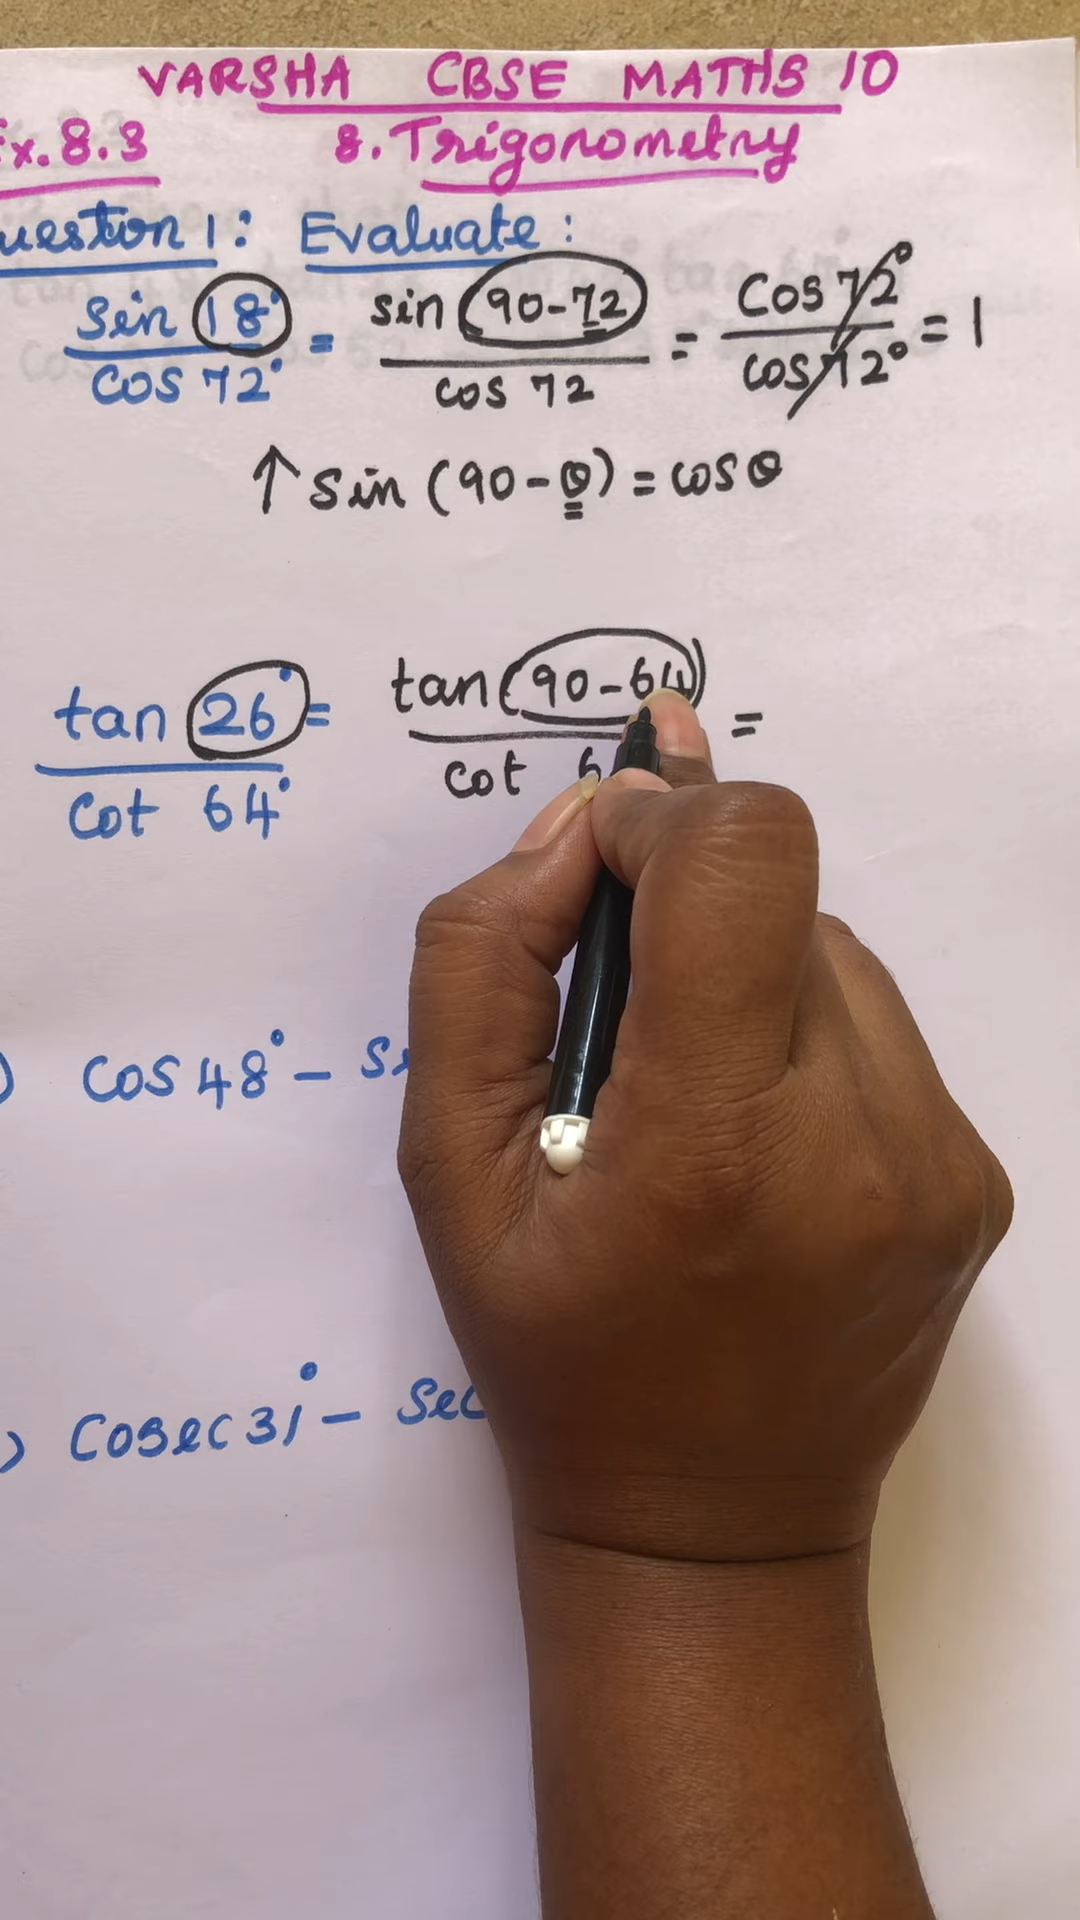 VARSHA CBSE MATHS 10
Ex. 8.3 8. Trigonometry
uestion 1: Evaluate:
sin 18° / cos 72° = sin (90-72) / cos 72 = cos 72° / cos 72° = 1
↑ sin (90-θ) = cos θ
tan 26° / cot 64° = tan (90-64) / cot 6 =
) cos 48° -
) cosec 31° - sec